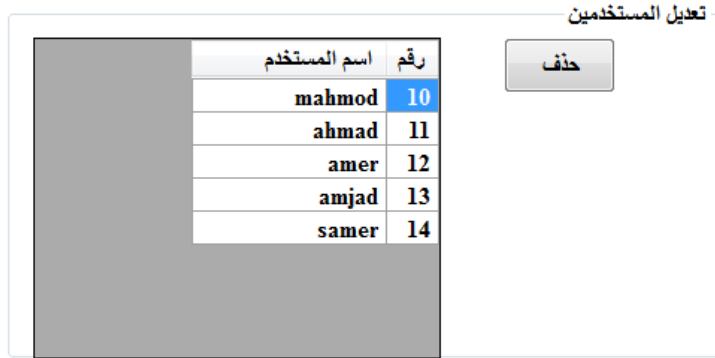 تعديل المستخدمين
حذف
رقم اسم المستخدم
10 mahmod
11 ahmad
12 amer
13 amjad
14 samer